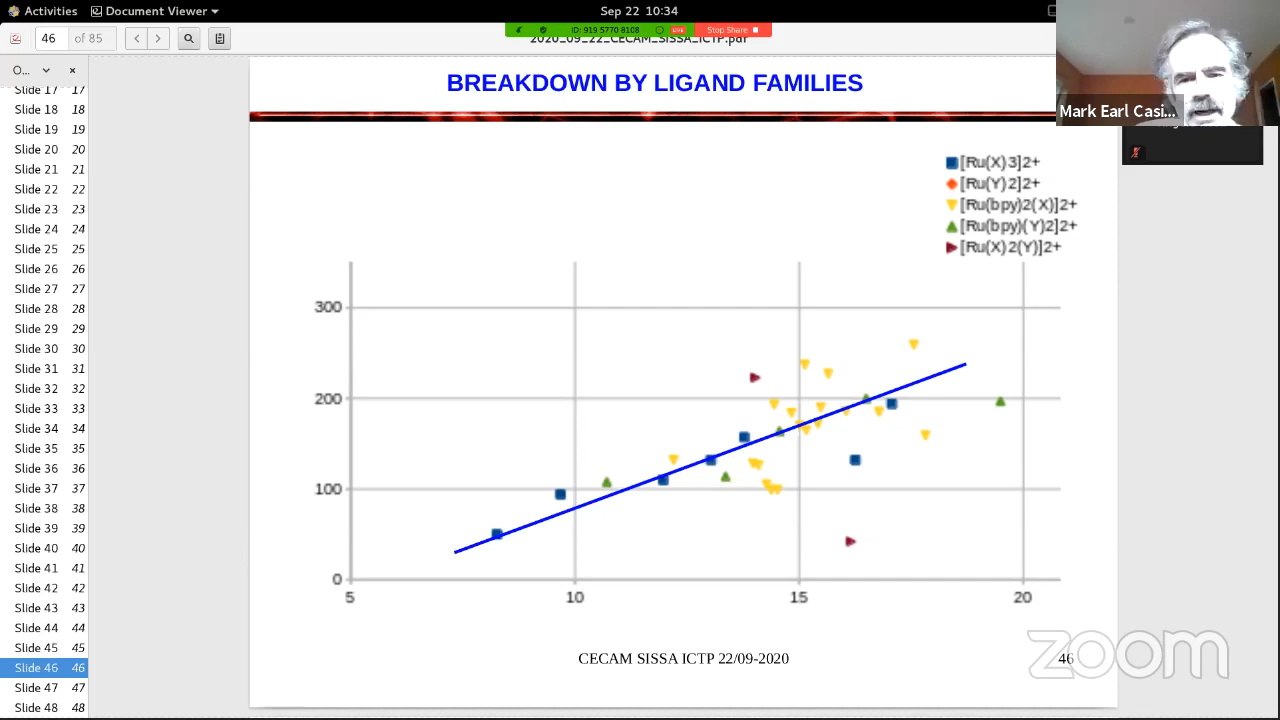 Activities
Document Viewer
Sep 22 10:34
46 of 85
ID: 919 5770 8108
LIVE
Stop Share
2020_09_22_CECAM_SISSA_ICTP.pdf
O...
Slide 17 17
Slide 18 18
Slide 19 19
Slide 20 20
Slide 21 21
Slide 22 22
Slide 23 23
Slide 24 24
Slide 25 25
Slide 26 26
Slide 27 27
Slide 28 28
Slide 29 29
Slide 30 30
Slide 31 31
Slide 32 32
Slide 33 33
Slide 34 34
Slide 35 35
Slide 36 36
Slide 37 37
Slide 38 38
Slide 39 39
Slide 40 40
Slide 41 41
Slide 42 42
Slide 43 43
Slide 44 44
Slide 45 45
Slide 46 46
Slide 47 47
Slide 48 48
BREAKDOWN BY LIGAND FAMILIES
Mark Earl Casi...
[Ru(X)3]2+
[Ru(Y)2]2+
[Ru(bpy)2(X)]2+
[Ru(bpy)(Y)2]2+
[Ru(X)2(Y)]2+
300
200
100
0
5 10 15 20
CECAM SISSA ICTP 22/09-2020
46
zoom